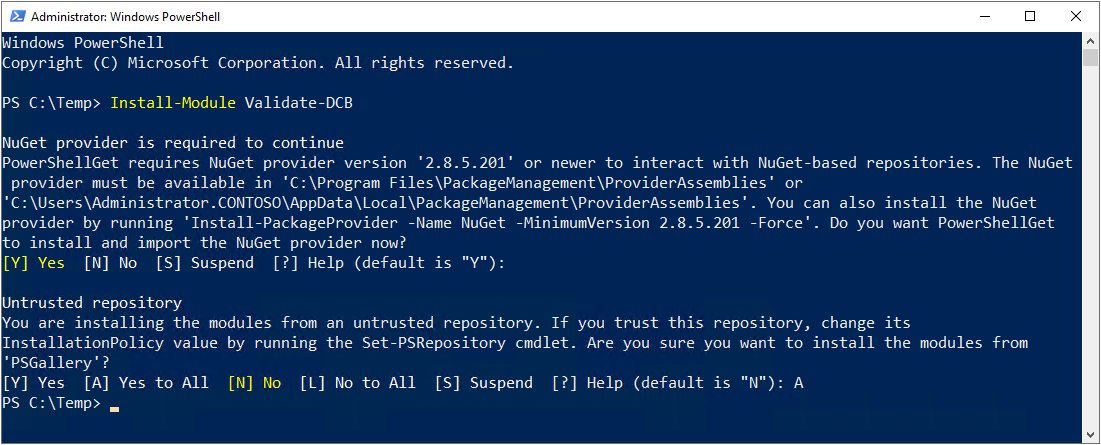 Administrator: Windows PowerShell
Windows PowerShell
Copyright (C) Microsoft Corporation. All rights reserved.
PS C:\Temp> Install-Module Validate-DCB
NuGet provider is required to continue
PowerShellGet requires NuGet provider version '2.8.5.201' or newer to interact with NuGet-based repositories. The NuGet
 provider must be available in 'C:\Program Files\PackageManagement\ProviderAssemblies' or
'C:\Users\Administrator.CONTOSO\AppData\Local\PackageManagement\ProviderAssemblies'. You can also install the NuGet
provider by running 'Install-PackageProvider -Name NuGet -MinimumVersion 2.8.5.201 -Force'. Do you want PowerShellGet
to install and import the NuGet provider now?
[Y] Yes  [N] No  [S] Suspend  [?] Help (default is "Y"):
Untrusted repository
You are installing the modules from an untrusted repository. If you trust this repository, change its
InstallationPolicy value by running the Set-PSRepository cmdlet. Are you sure you want to install the modules from
'PSGallery'?
[Y] Yes  [A] Yes to All  [N] No  [L] No to All  [S] Suspend  [?] Help (default is "N"): A
PS C:\Temp>